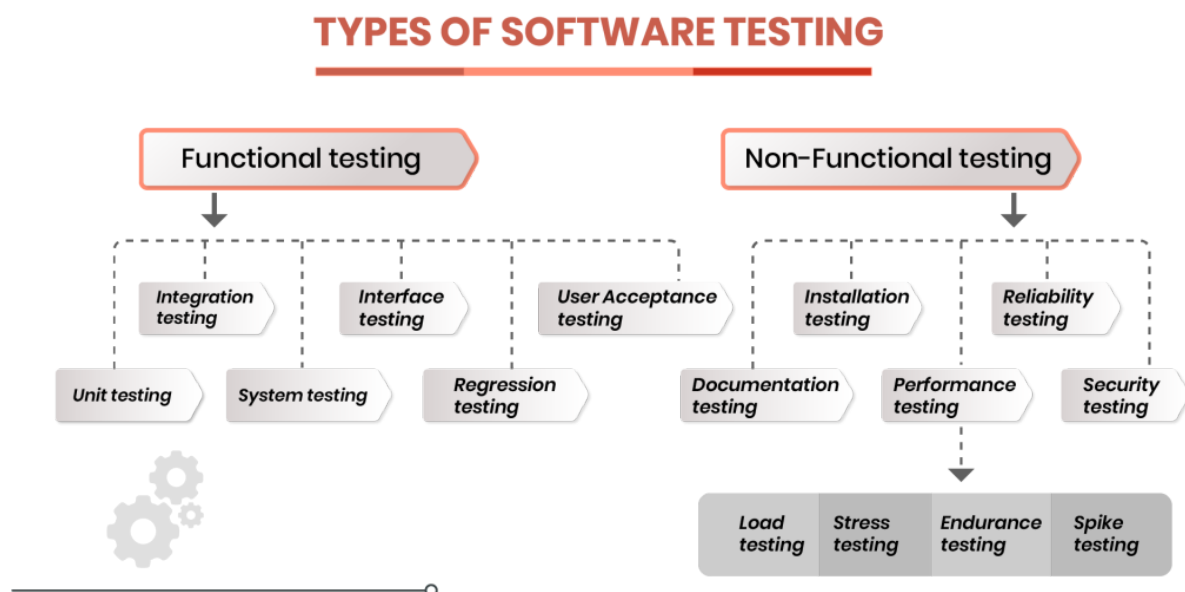 TYPES OF SOFTWARE TESTING
Functional testing
Non-Functional testing
Integration
testing
Interface
testing
User Acceptance
testing
Installation
testing
Reliability
testing
Unit testing
System testing
Regression
testing
Documentation
testing
Performance
testing
Security
testing
Load
testing
Stress
testing
Endurance
testing
Spike
testing